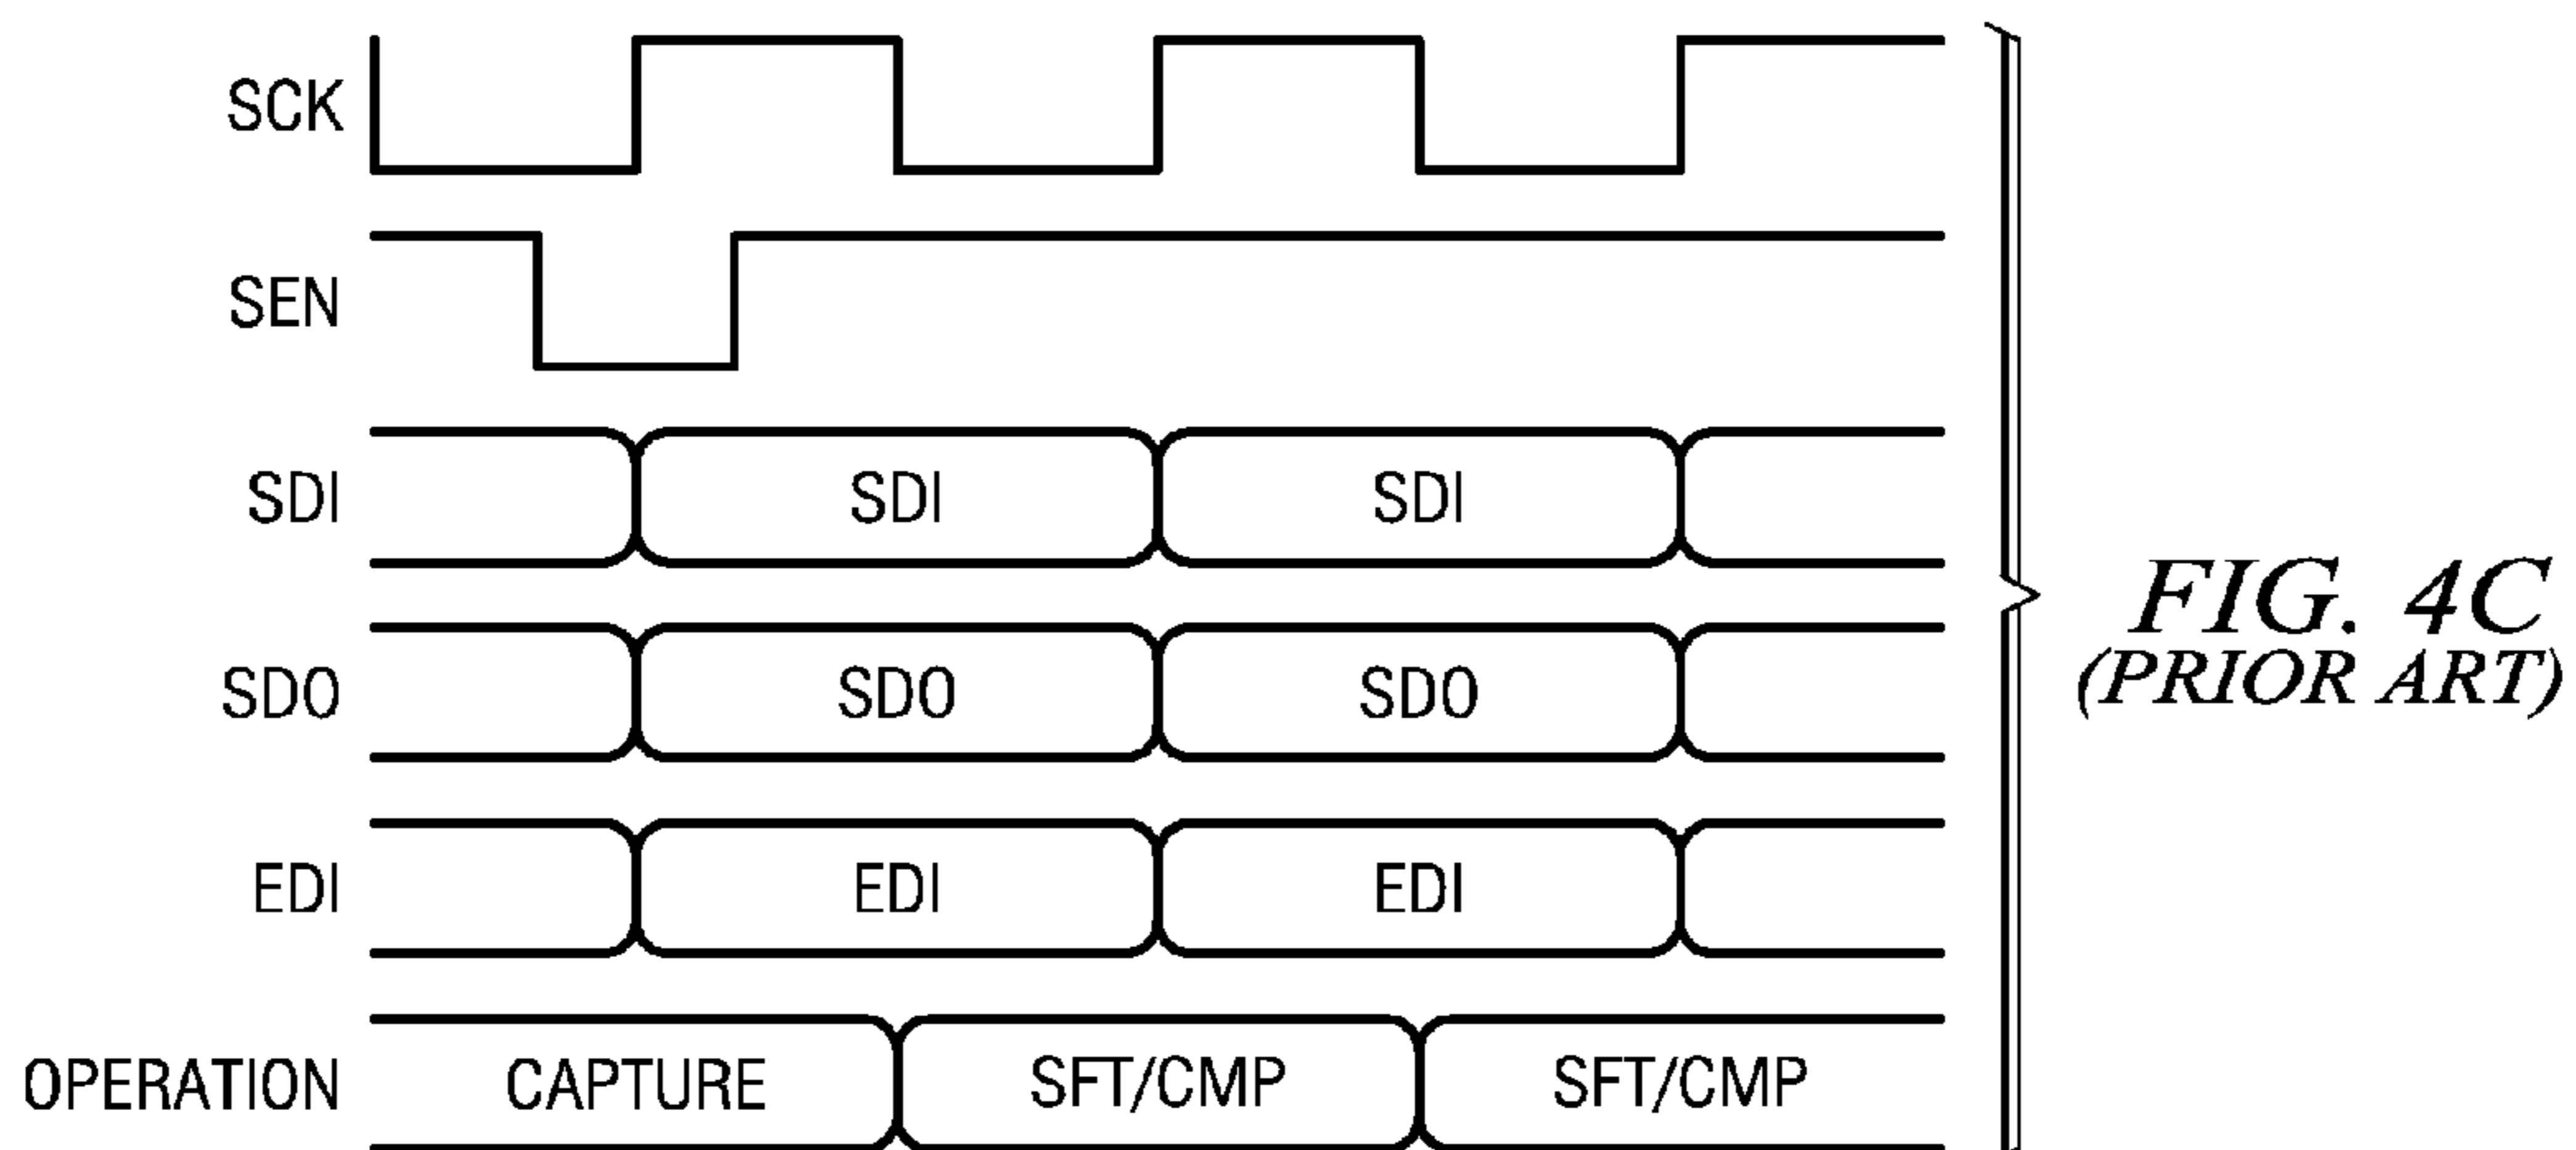 SCK
SEN
SDI SDI SDI
SDO SDO SDO
EDI EDI EDI
OPERATION CAPTURE SFT/CMP SFT/CMP
FIG. 4C
(PRIOR ART)